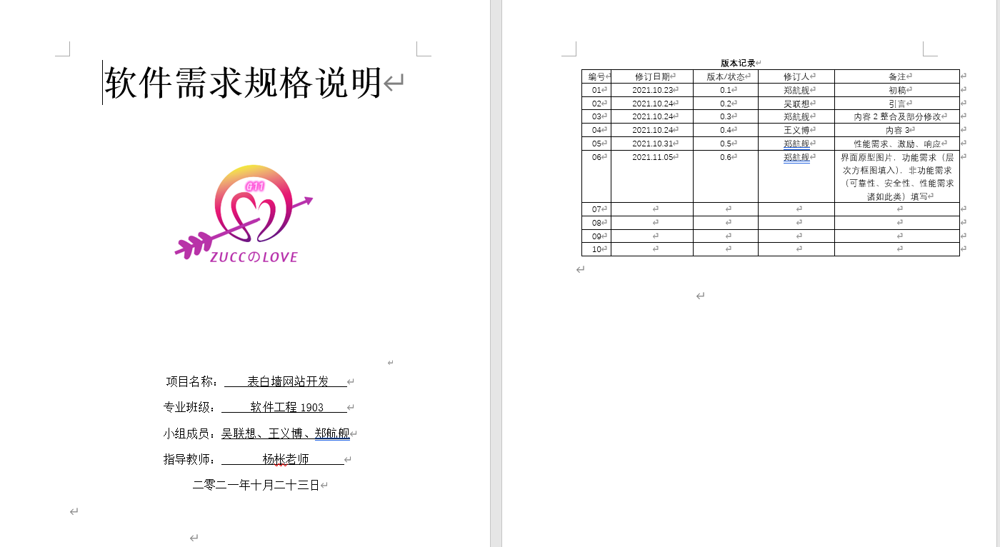 软件需求规格说明
G11
ZUCCのLOVE
项目名称： 表白墙网站开发
专业班级： 软件工程 1903
小组成员：吴联想、王义博、郑航舰
指导教师： 杨枨老师
二零二一年十月二十三日
版本记录
编号 修订日期 版本/状态 修订人 备注
01 2021.10.23 0.1 郑航舰 初稿
02 2021.10.24 0.2 吴联想 引言
03 2021.10.24 0.3 郑航舰 内容 2 整合及部分修改
04 2021.10.24 0.4 王义博 内容 3
05 2021.10.31 0.5 郑航舰 性能需求、激励、响应
06 2021.11.05 0.6 郑航舰 界面原型图片，功能需求（层
次方框图填入），非功能需求
（可靠性、安全性、性能需求
诸如此类）填写
07
08
09
10